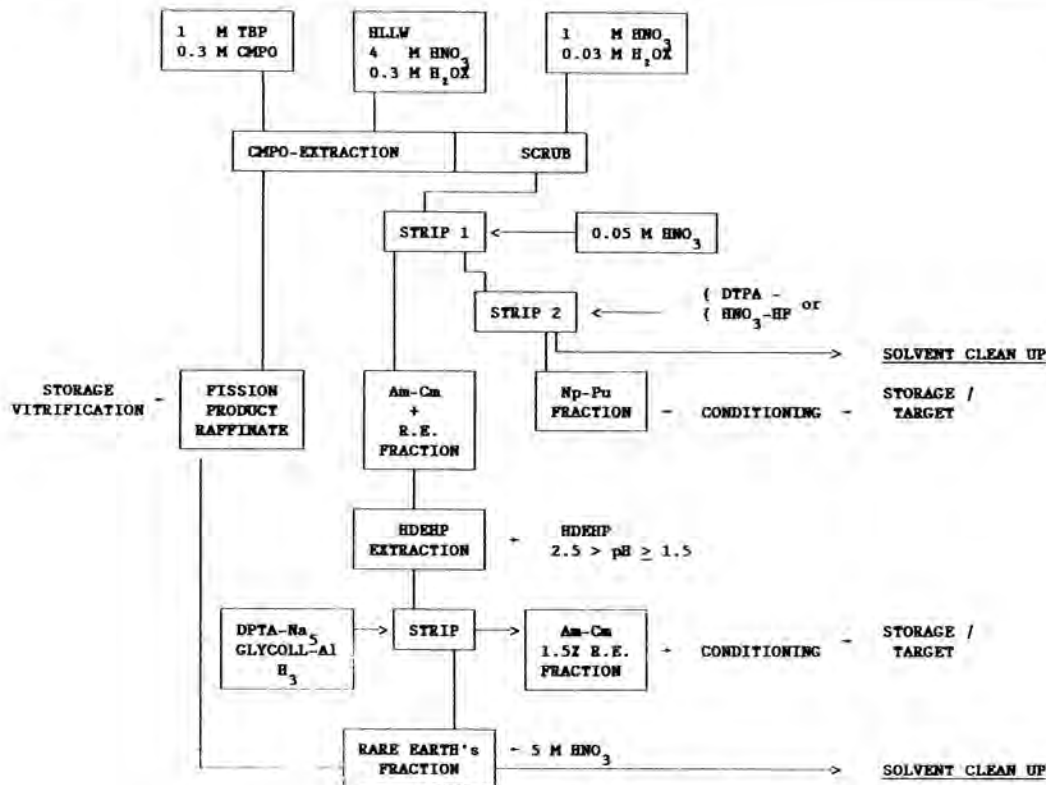 1 M TBP
0.3 M CMPO
HLLW
4 M HNO3
0.3 M H2OX
1 M HNO3
0.03 M H2OX
CMPO-EXTRACTION
SCRUB
STRIP 1
0.05 M HNO3
STRIP 2
( DTPA - or
( HNO3-HF
SOLVENT CLEAN UP
STORAGE
VITRIFICATION -
FISSION
PRODUCT
RAFFINATE
Am-Cm
+
R.E.
FRACTION
Np-Pu
FRACTION
- CONDITIONING -
STORAGE /
TARGET
HDEHP
EXTRACTION
- HDEHP
2.5 > pH ≥ 1.5
DPTA-Na5
GLYCOLL-Al
H3
STRIP
Am-Cm
1.5% R.E.
FRACTION
- CONDITIONING -
STORAGE /
TARGET
RARE EARTH's
FRACTION
- 5 M HNO3
SOLVENT CLEAN UP